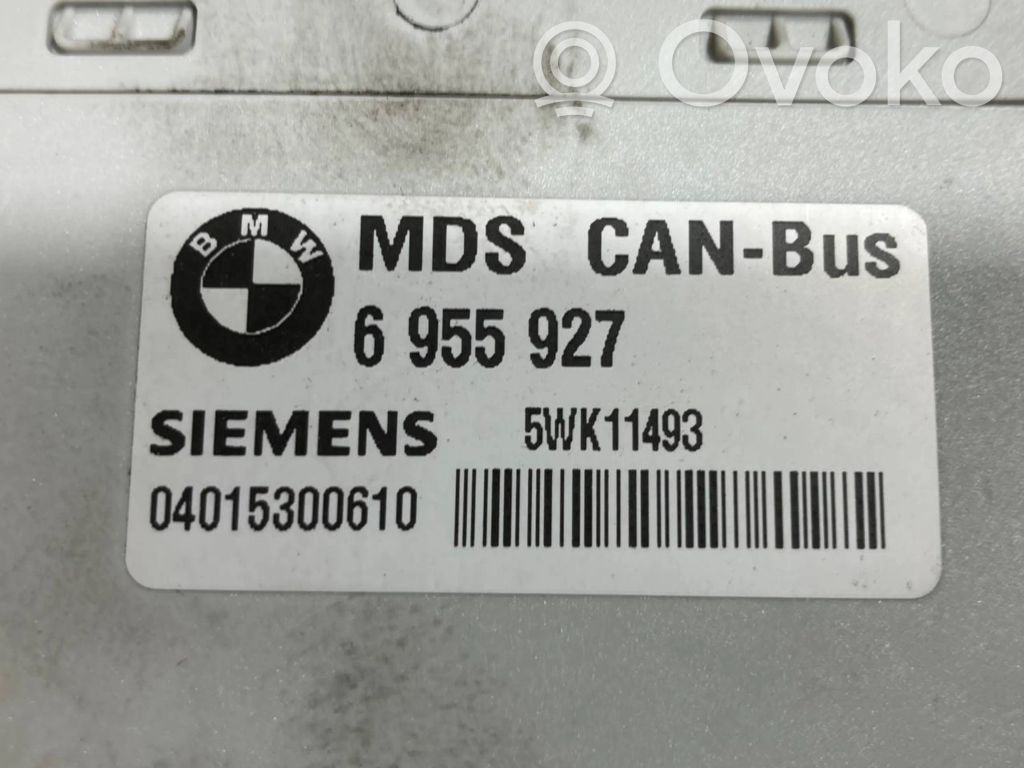 Ovoko
BMW
MDS CAN-Bus
6 955 927
SIEMENS 5WK11493
04015300610